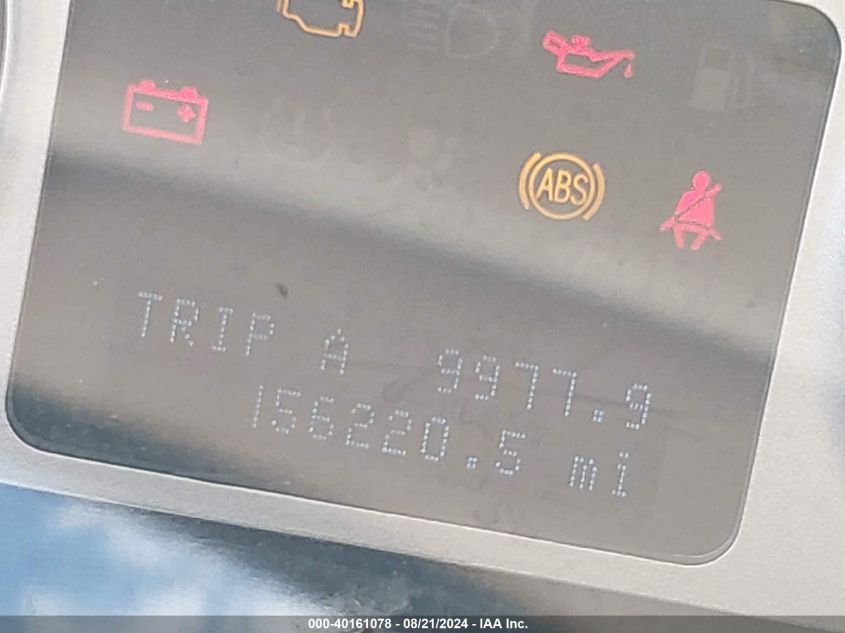 ABS
TRIP A 9977.9
156220.5 mi
000-40161078 - 08/21/2024 - IAA Inc.